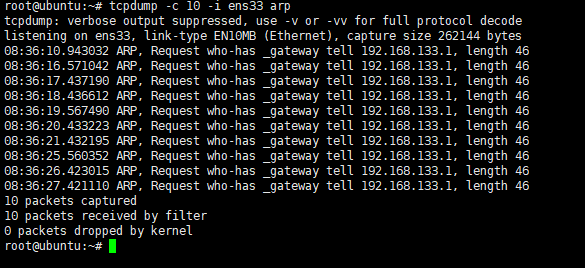 root@ubuntu:~# tcpdump -c 10 -i ens33 arp
tcpdump: verbose output suppressed, use -v or -vv for full protocol decode
listening on ens33, link-type EN10MB (Ethernet), capture size 262144 bytes
08:36:10.943032 ARP, Request who-has _gateway tell 192.168.133.1, length 46
08:36:16.571042 ARP, Request who-has _gateway tell 192.168.133.1, length 46
08:36:17.437190 ARP, Request who-has _gateway tell 192.168.133.1, length 46
08:36:18.436612 ARP, Request who-has _gateway tell 192.168.133.1, length 46
08:36:19.567490 ARP, Request who-has _gateway tell 192.168.133.1, length 46
08:36:20.433223 ARP, Request who-has _gateway tell 192.168.133.1, length 46
08:36:21.432195 ARP, Request who-has _gateway tell 192.168.133.1, length 46
08:36:25.560352 ARP, Request who-has _gateway tell 192.168.133.1, length 46
08:36:26.423015 ARP, Request who-has _gateway tell 192.168.133.1, length 46
08:36:27.421110 ARP, Request who-has _gateway tell 192.168.133.1, length 46
10 packets captured
10 packets received by filter
0 packets dropped by kernel
root@ubuntu:~#